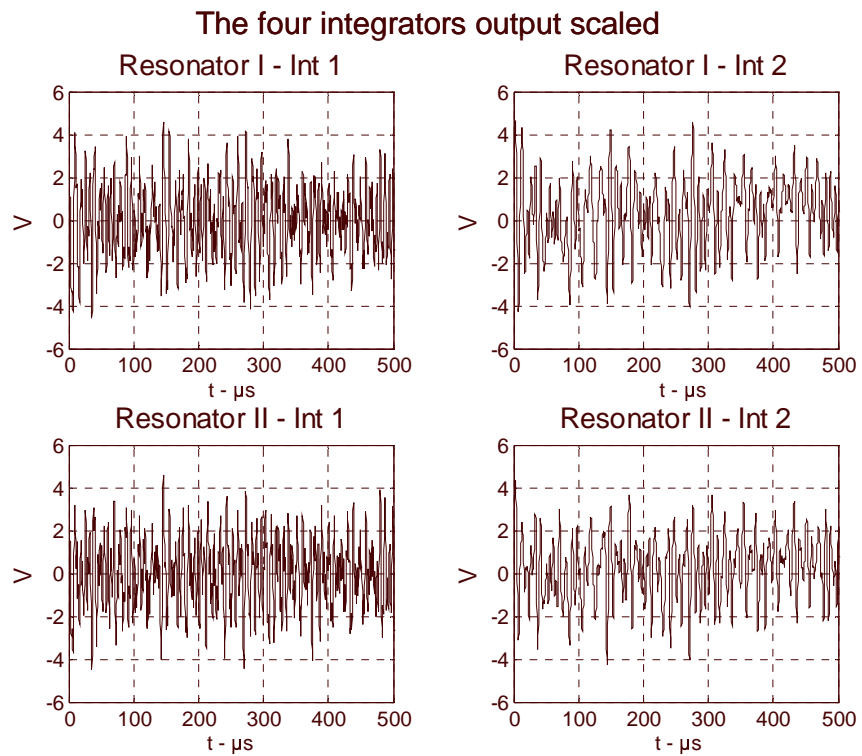 The four integrators output scaled
Resonator I - Int 1
Resonator I - Int 2
6
4
2
0
-2
-4
-6
V
0 100 200 300 400 500
t - µs
6
4
2
0
-2
-4
-6
V
0 100 200 300 400 500
t - µs
Resonator II - Int 1
Resonator II - Int 2
6
4
2
0
-2
-4
-6
V
0 100 200 300 400 500
t - µs
6
4
2
0
-2
-4
-6
V
0 100 200 300 400 500
t - µs